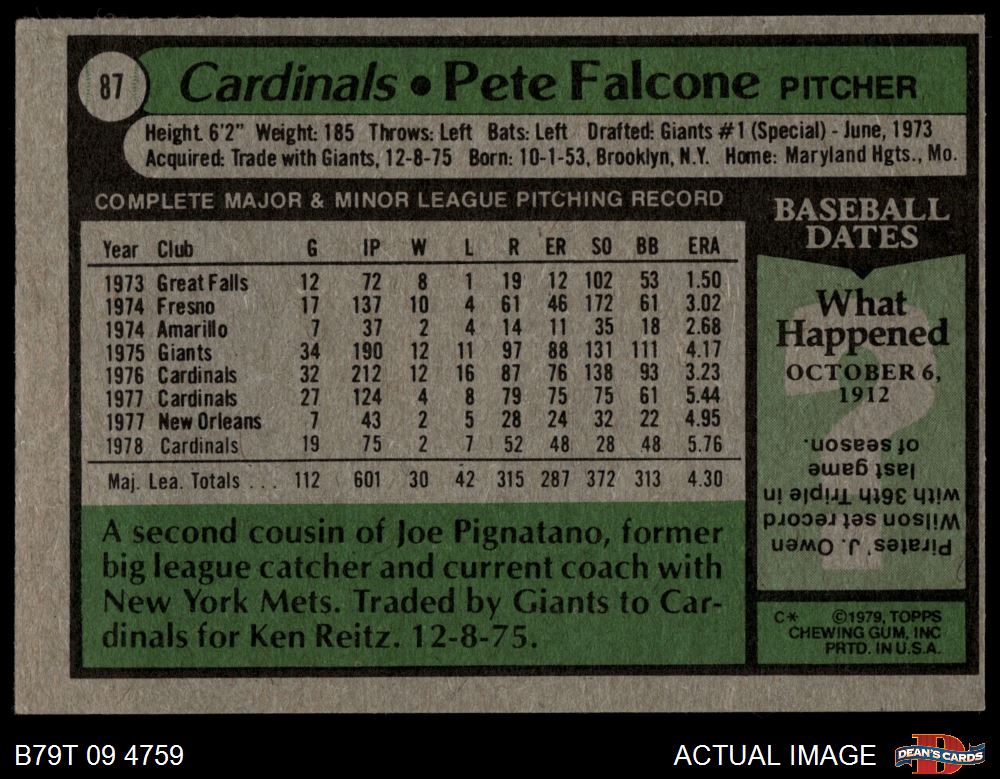 87
Cardinals • Pete Falcone PITCHER
Height. 6'2" Weight: 185 Throws: Left Bats: Left Drafted: Giants #1 (Special) - June, 1973
Acquired: Trade with Giants, 12-8-75 Born: 10-1-53, Brooklyn, N.Y. Home: Maryland Hgts., Mo.
COMPLETE MAJOR & MINOR LEAGUE PITCHING RECORD
Year Club G IP W L R ER SO BB ERA
1973 Great Falls 12 72 8 1 19 12 102 53 1.50
1974 Fresno 17 137 10 4 61 46 172 61 3.02
1974 Amarillo 7 37 2 4 14 11 35 18 2.68
1975 Giants 34 190 12 11 97 88 131 111 4.17
1976 Cardinals 32 212 12 16 87 76 138 93 3.23
1977 Cardinals 27 124 4 8 79 75 75 61 5.44
1977 New Orleans 7 43 2 5 28 24 32 22 4.95
1978 Cardinals 19 75 2 7 52 48 28 48 5.76
Maj. Lea. Totals ... 112 601 30 42 315 287 372 313 4.30
A second cousin of Joe Pignatano, former
big league catcher and current coach with
New York Mets. Traded by Giants to Car-
dinals for Ken Reitz. 12-8-75.
BASEBALL
DATES
What
Happened
OCTOBER 6,
1912
Pirates' J. Owen
Wilson set record
with 36th Triple in
last game
of season.
C* ©1979, TOPPS
CHEWING GUM, INC
PRTD. IN U.S.A.
B79T 09 4759
ACTUAL IMAGE
D
DEAN'S CARDS